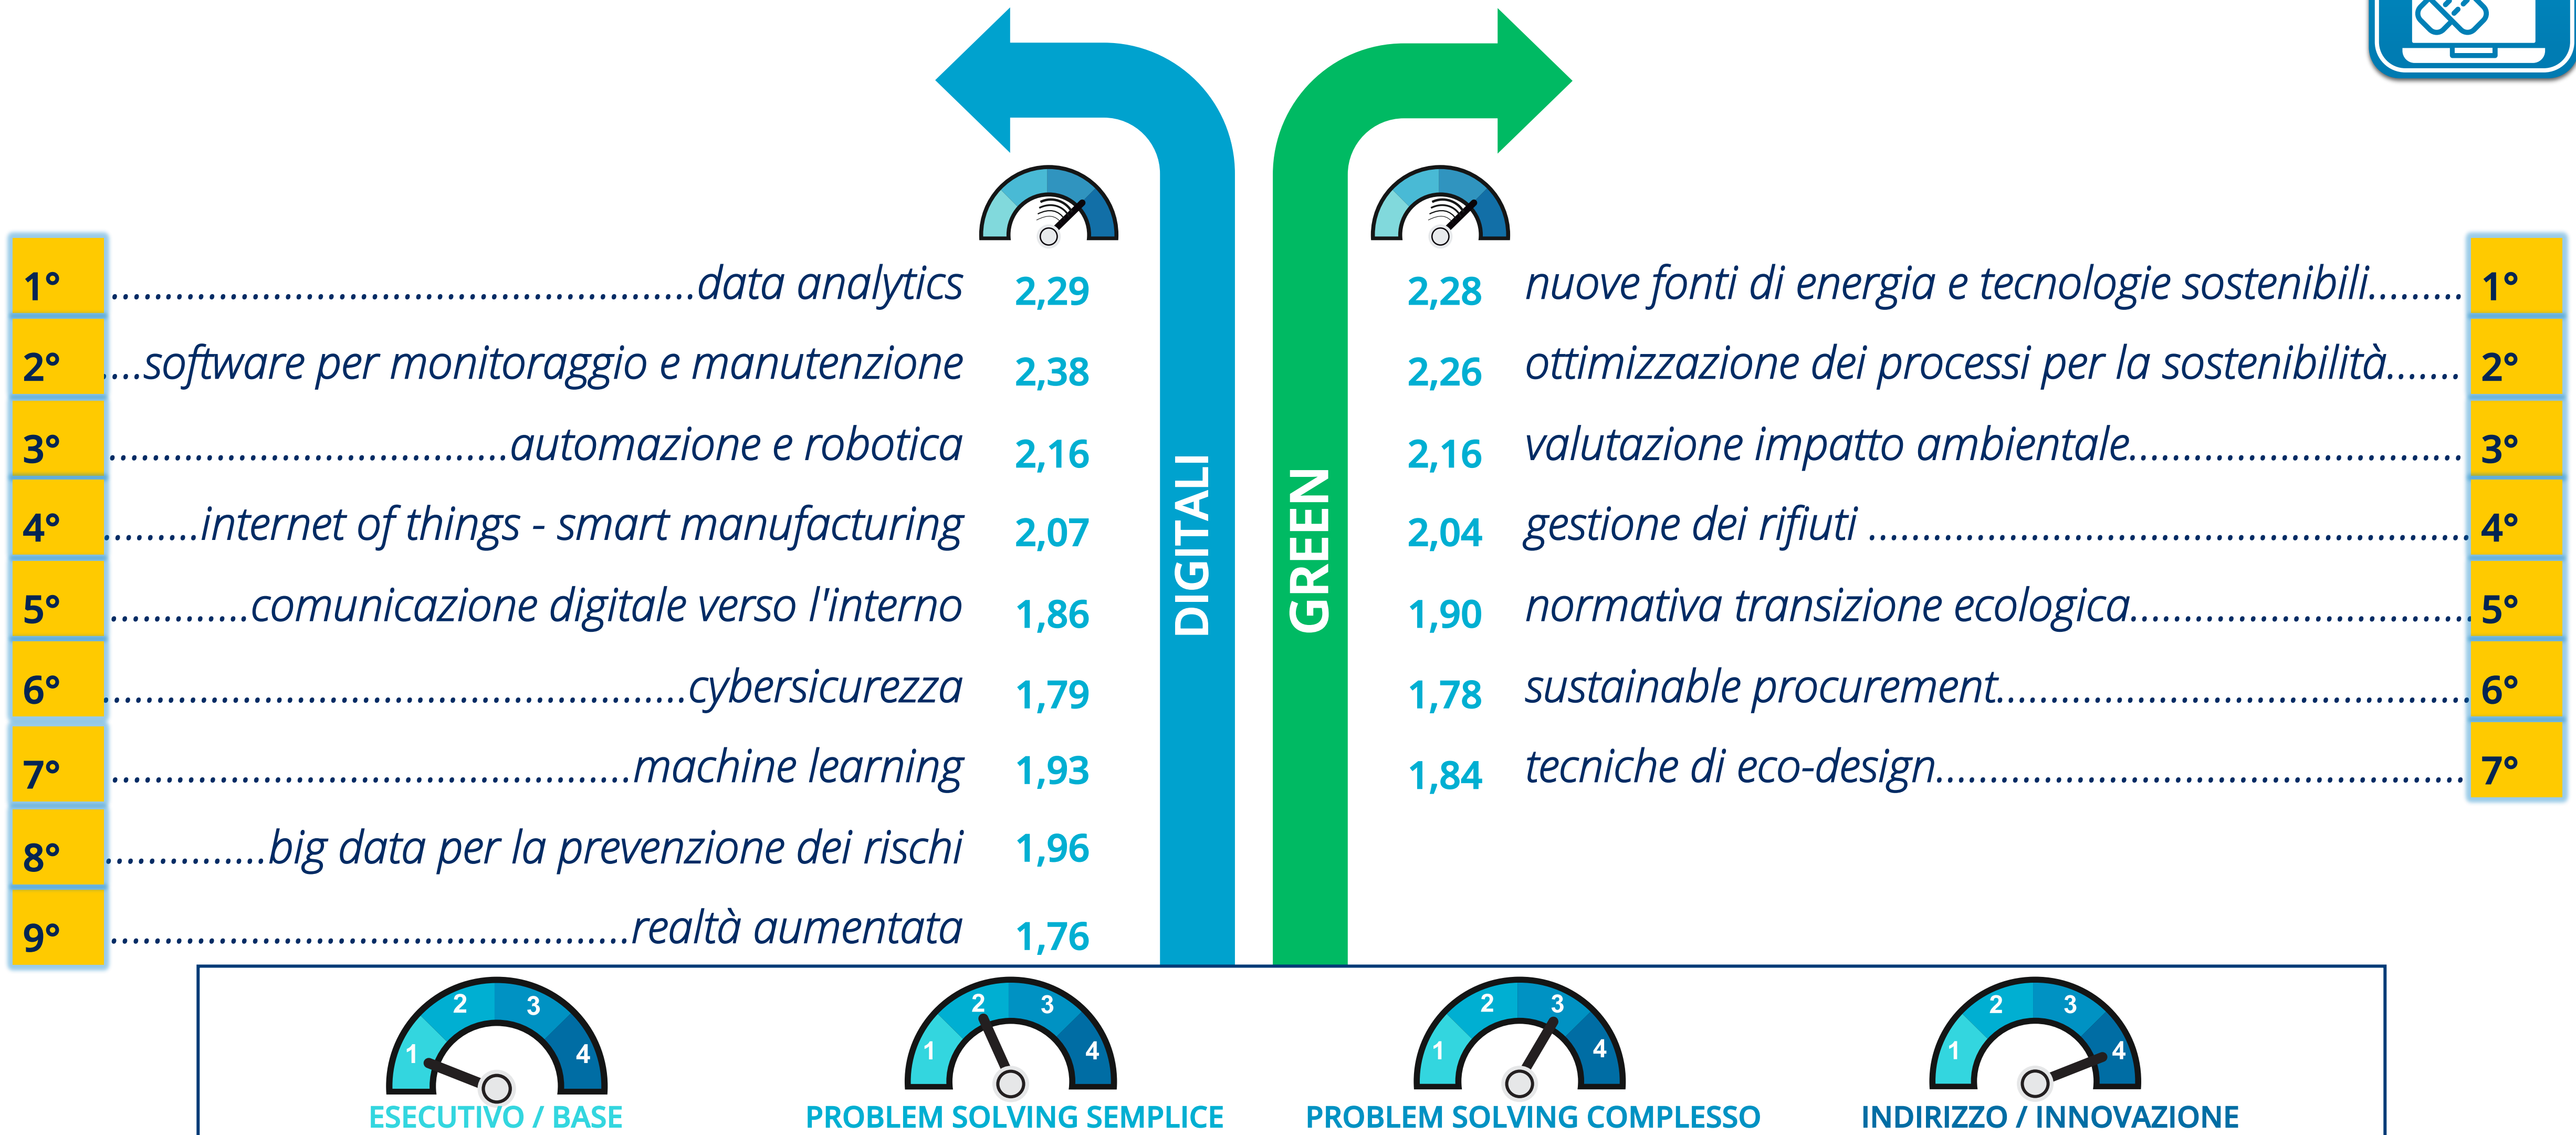 1° ....data analytics 2,29
2° ....software per monitoraggio e manutenzione 2,38
3° ....automazione e robotica 2,16
4° ....internet of things - smart manufacturing 2,07
5° ....comunicazione digitale verso l'interno 1,86
6° ....cybersicurezza 1,79
7° ....machine learning 1,93
8° ....big data per la prevenzione dei rischi 1,96
9° ....realtà aumentata 1,76
DIGITALI
GREEN
2,28 nuove fonti di energia e tecnologie sostenibili.... 1°
2,26 ottimizzazione dei processi per la sostenibilità.... 2°
2,16 valutazione impatto ambientale.... 3°
2,04 gestione dei rifiuti .... 4°
1,90 normativa transizione ecologica.... 5°
1,78 sustainable procurement.... 6°
1,84 tecniche di eco-design.... 7°
1 2 3 4
ESECUTIVO / BASE
1 2 3 4
PROBLEM SOLVING SEMPLICE
1 2 3 4
PROBLEM SOLVING COMPLESSO
1 2 3 4
INDIRIZZO / INNOVAZIONE